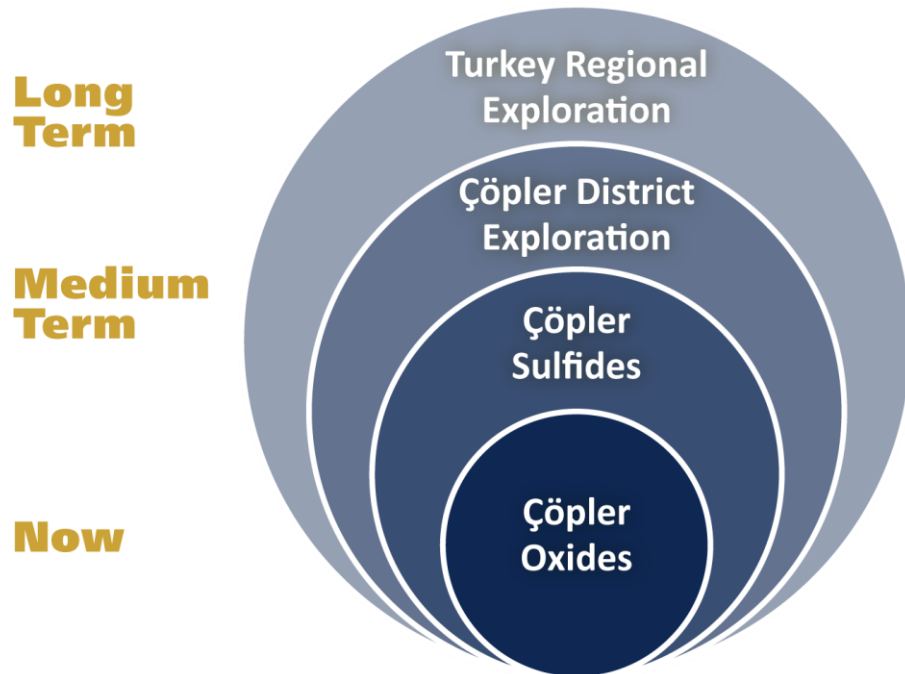 Long
Term
Turkey Regional
Exploration
Çöpler District
Exploration
Medium
Term
Çöpler
Sulfides
Now
Çöpler
Oxides